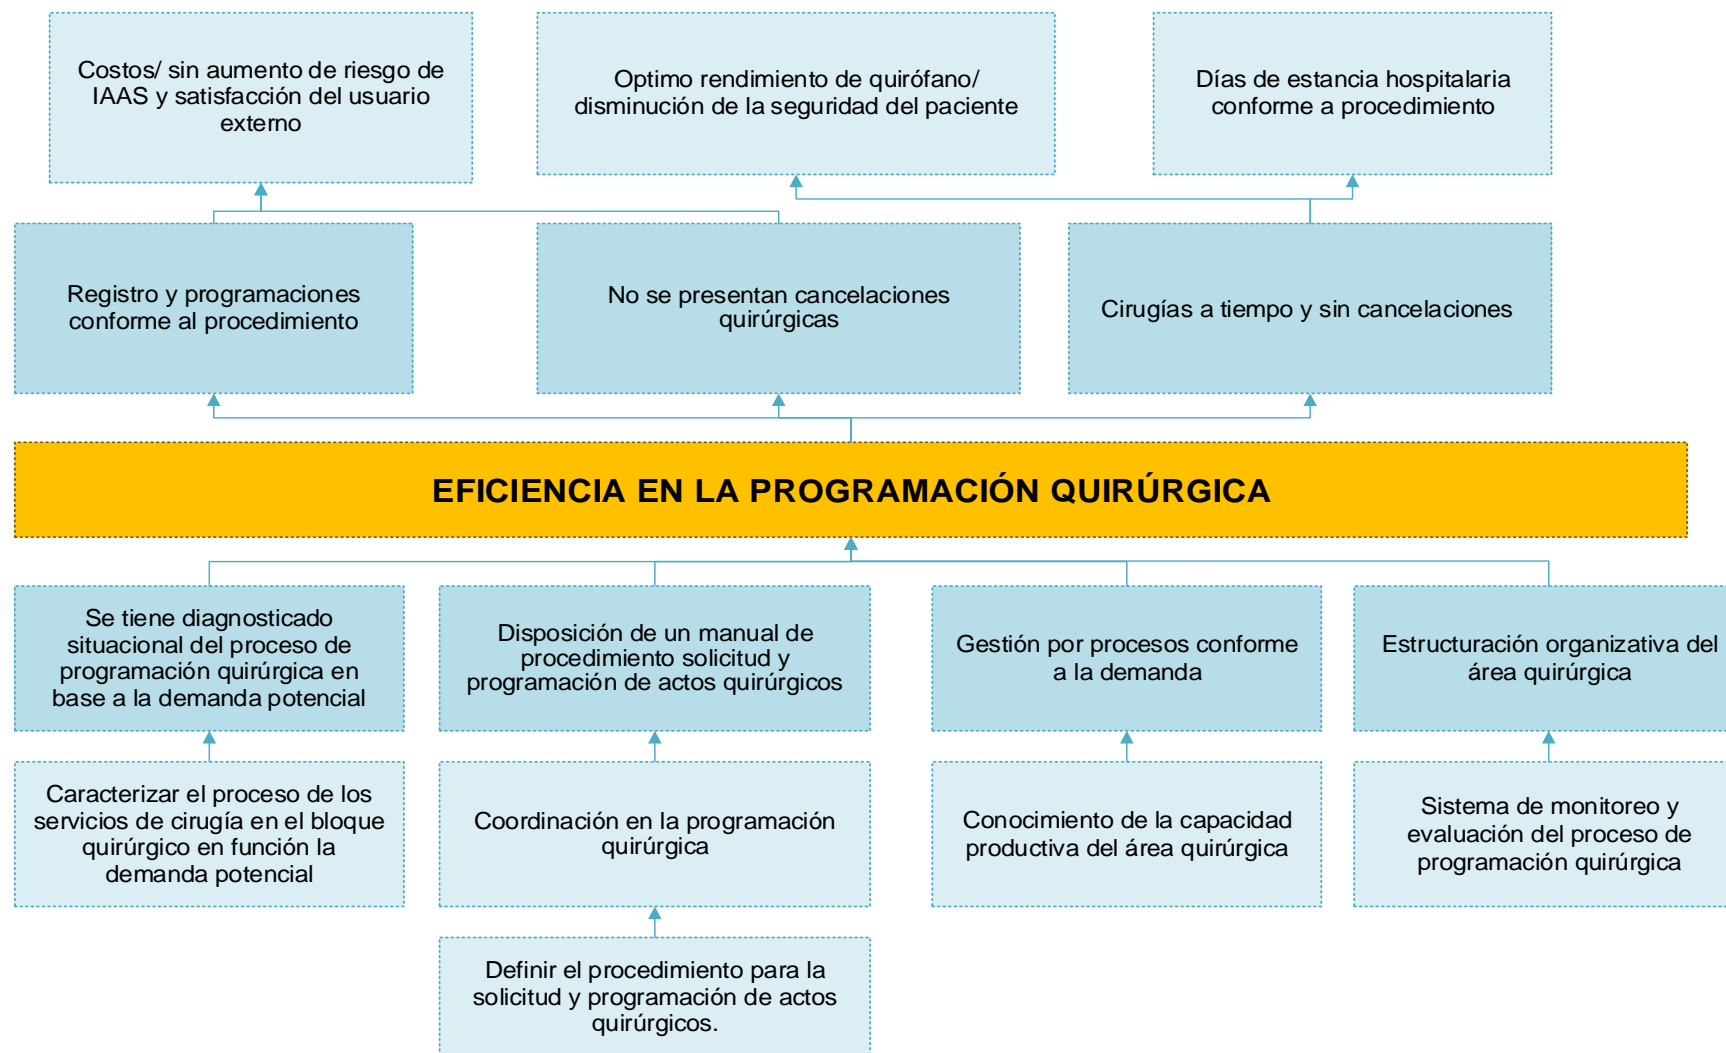 Costos/ sin aumento de riesgo de
IAAS y satisfacción del usuario
externo
Optimo rendimiento de quirófano/
disminución de la seguridad del paciente
Días de estancia hospitalaria
conforme a procedimiento
Registro y programaciones
conforme al procedimiento
No se presentan cancelaciones
quirúrgicas
Cirugías a tiempo y sin cancelaciones
EFICIENCIA EN LA PROGRAMACIÓN QUIRÚRGICA
Se tiene diagnosticado
situacional del proceso de
programación quirúrgica en
base a la demanda potencial
Disposición de un manual de
procedimiento solicitud y
programación de actos quirúrgicos
Gestión por procesos conforme
a la demanda
Estructuración organizativa del
área quirúrgica
Caracterizar el proceso de los
servicios de cirugía en el bloque
quirúrgico en función la
demanda potencial
Coordinación en la programación
quirúrgica
Conocimiento de la capacidad
productiva del área quirúrgica
Sistema de monitoreo y
evaluación del proceso de
programación quirúrgica
Definir el procedimiento para la
solicitud y programación de actos
quirúrgicos.